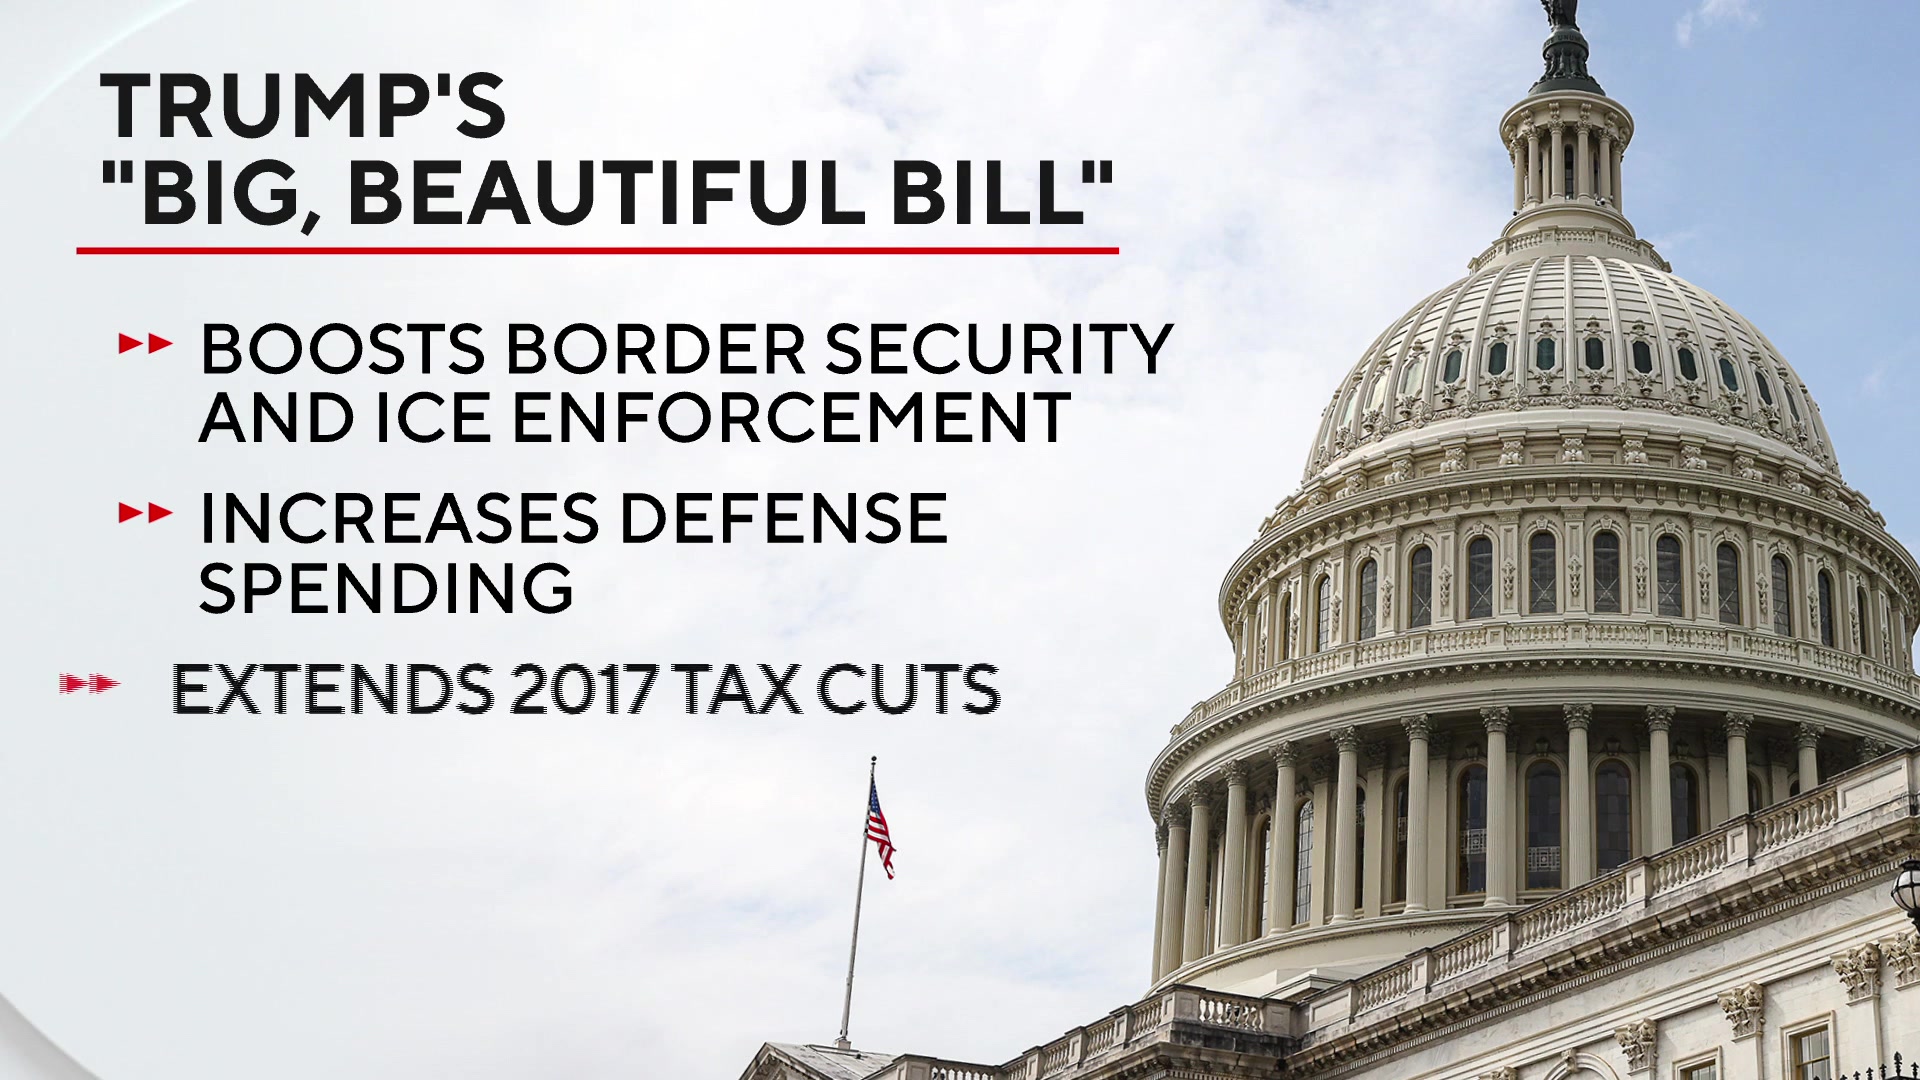 TRUMP'S
"BIG, BEAUTIFUL BILL"
BOOSTS BORDER SECURITY
AND ICE ENFORCEMENT
INCREASES DEFENSE
SPENDING
EXTENDS 2017 TAX CUTS